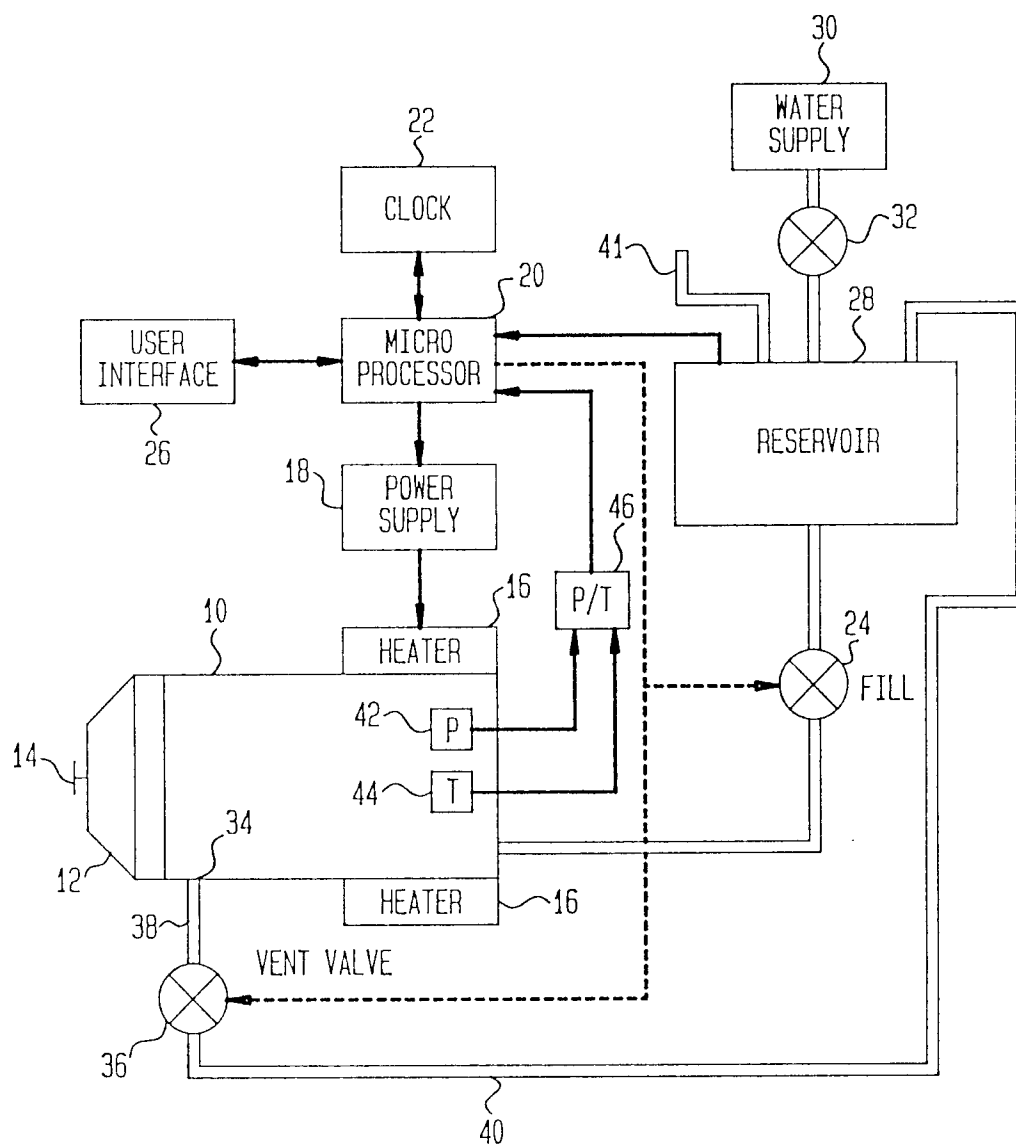 30
WATER
SUPPLY
22
CLOCK
32
41
20
28
USER
INTERFACE
26
MICRO
PROCESSOR
RESERVOIR
18
POWER
SUPPLY
46
P/T
16
10
HEATER
24
FILL
42
P
14
44
T
34
12
38
HEATER
16
VENT VALVE
36
40